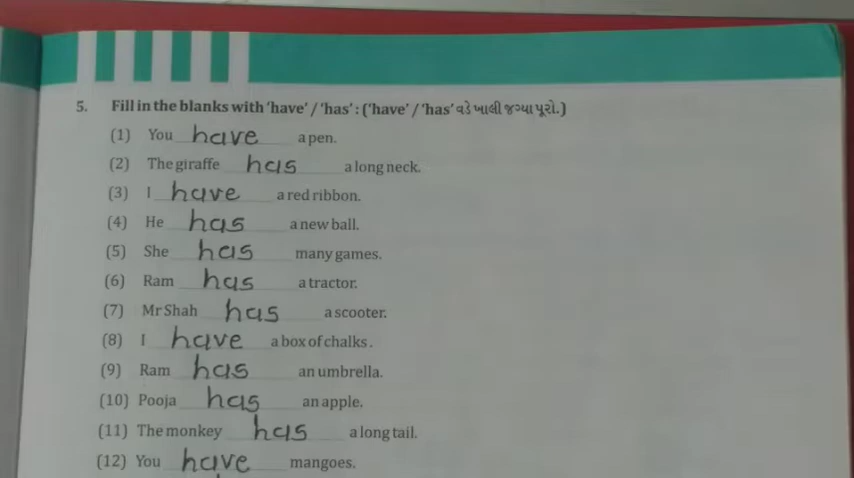 5. Fill in the blanks with 'have' / 'has' : ('have' / 'has' વડે ખાલી જગ્યા પૂરો.)
(1) You have a pen.
(2) The giraffe has a long neck.
(3) I have a red ribbon.
(4) He has a new ball.
(5) She has many games.
(6) Ram has a tractor.
(7) Mr Shah has a scooter.
(8) I have a box of chalks.
(9) Ram has an umbrella.
(10) Pooja has an apple.
(11) The monkey has a long tail.
(12) You have mangoes.